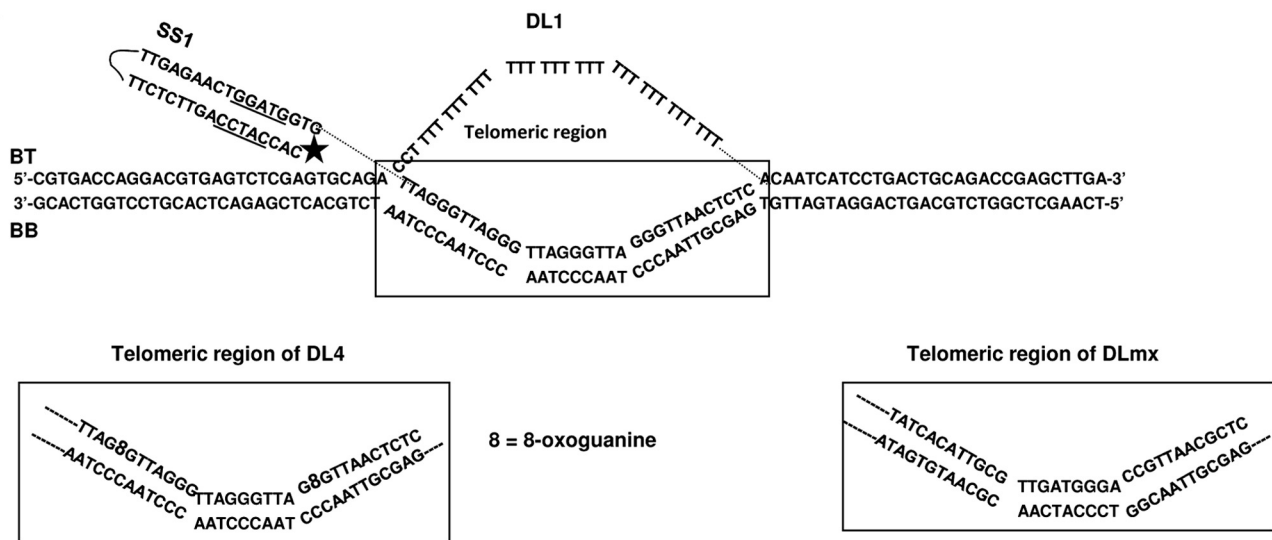 SS1
DL1
TTGAGAACTGGATGGTG
TTCTCTTGACCTACCAC
CCT TTT TTT TTT
TTT TTT TTT
TTT TTT TTT TTT
Telomeric region
BT
5’-CGTGACCAGGACGTGAGTCTCGAGTGCAGA
ACAATCATCCTGACTGCAGACCGAGCTTGA-3’
3’-GCACTGGTCCTGCACTCAGAGCTCACGTCT
TGTTAGTAGGACTGACGTCTGGCTCGAACT-5’
BB
TTAGGGTTAGGG
TTAGGGTTA
GGGTTAACTCTC
AATCCCAATCCC
AATCCCAAT
CCCAATTGCGAG
Telomeric region of DL4
TTAG8GTTAGGG
TTAGGGTTA
G8GTTAACTCTC
AATCCCAATCCC
AATCCCAAT
CCCAATTGCGAG
8 = 8-oxoguanine
Telomeric region of DLmx
TATCACATTGCG
TTGATGGGA
CCGTTAACGCTC
ATAGTGTAACGC
AACTACCCT
GGCAATTGCGAG